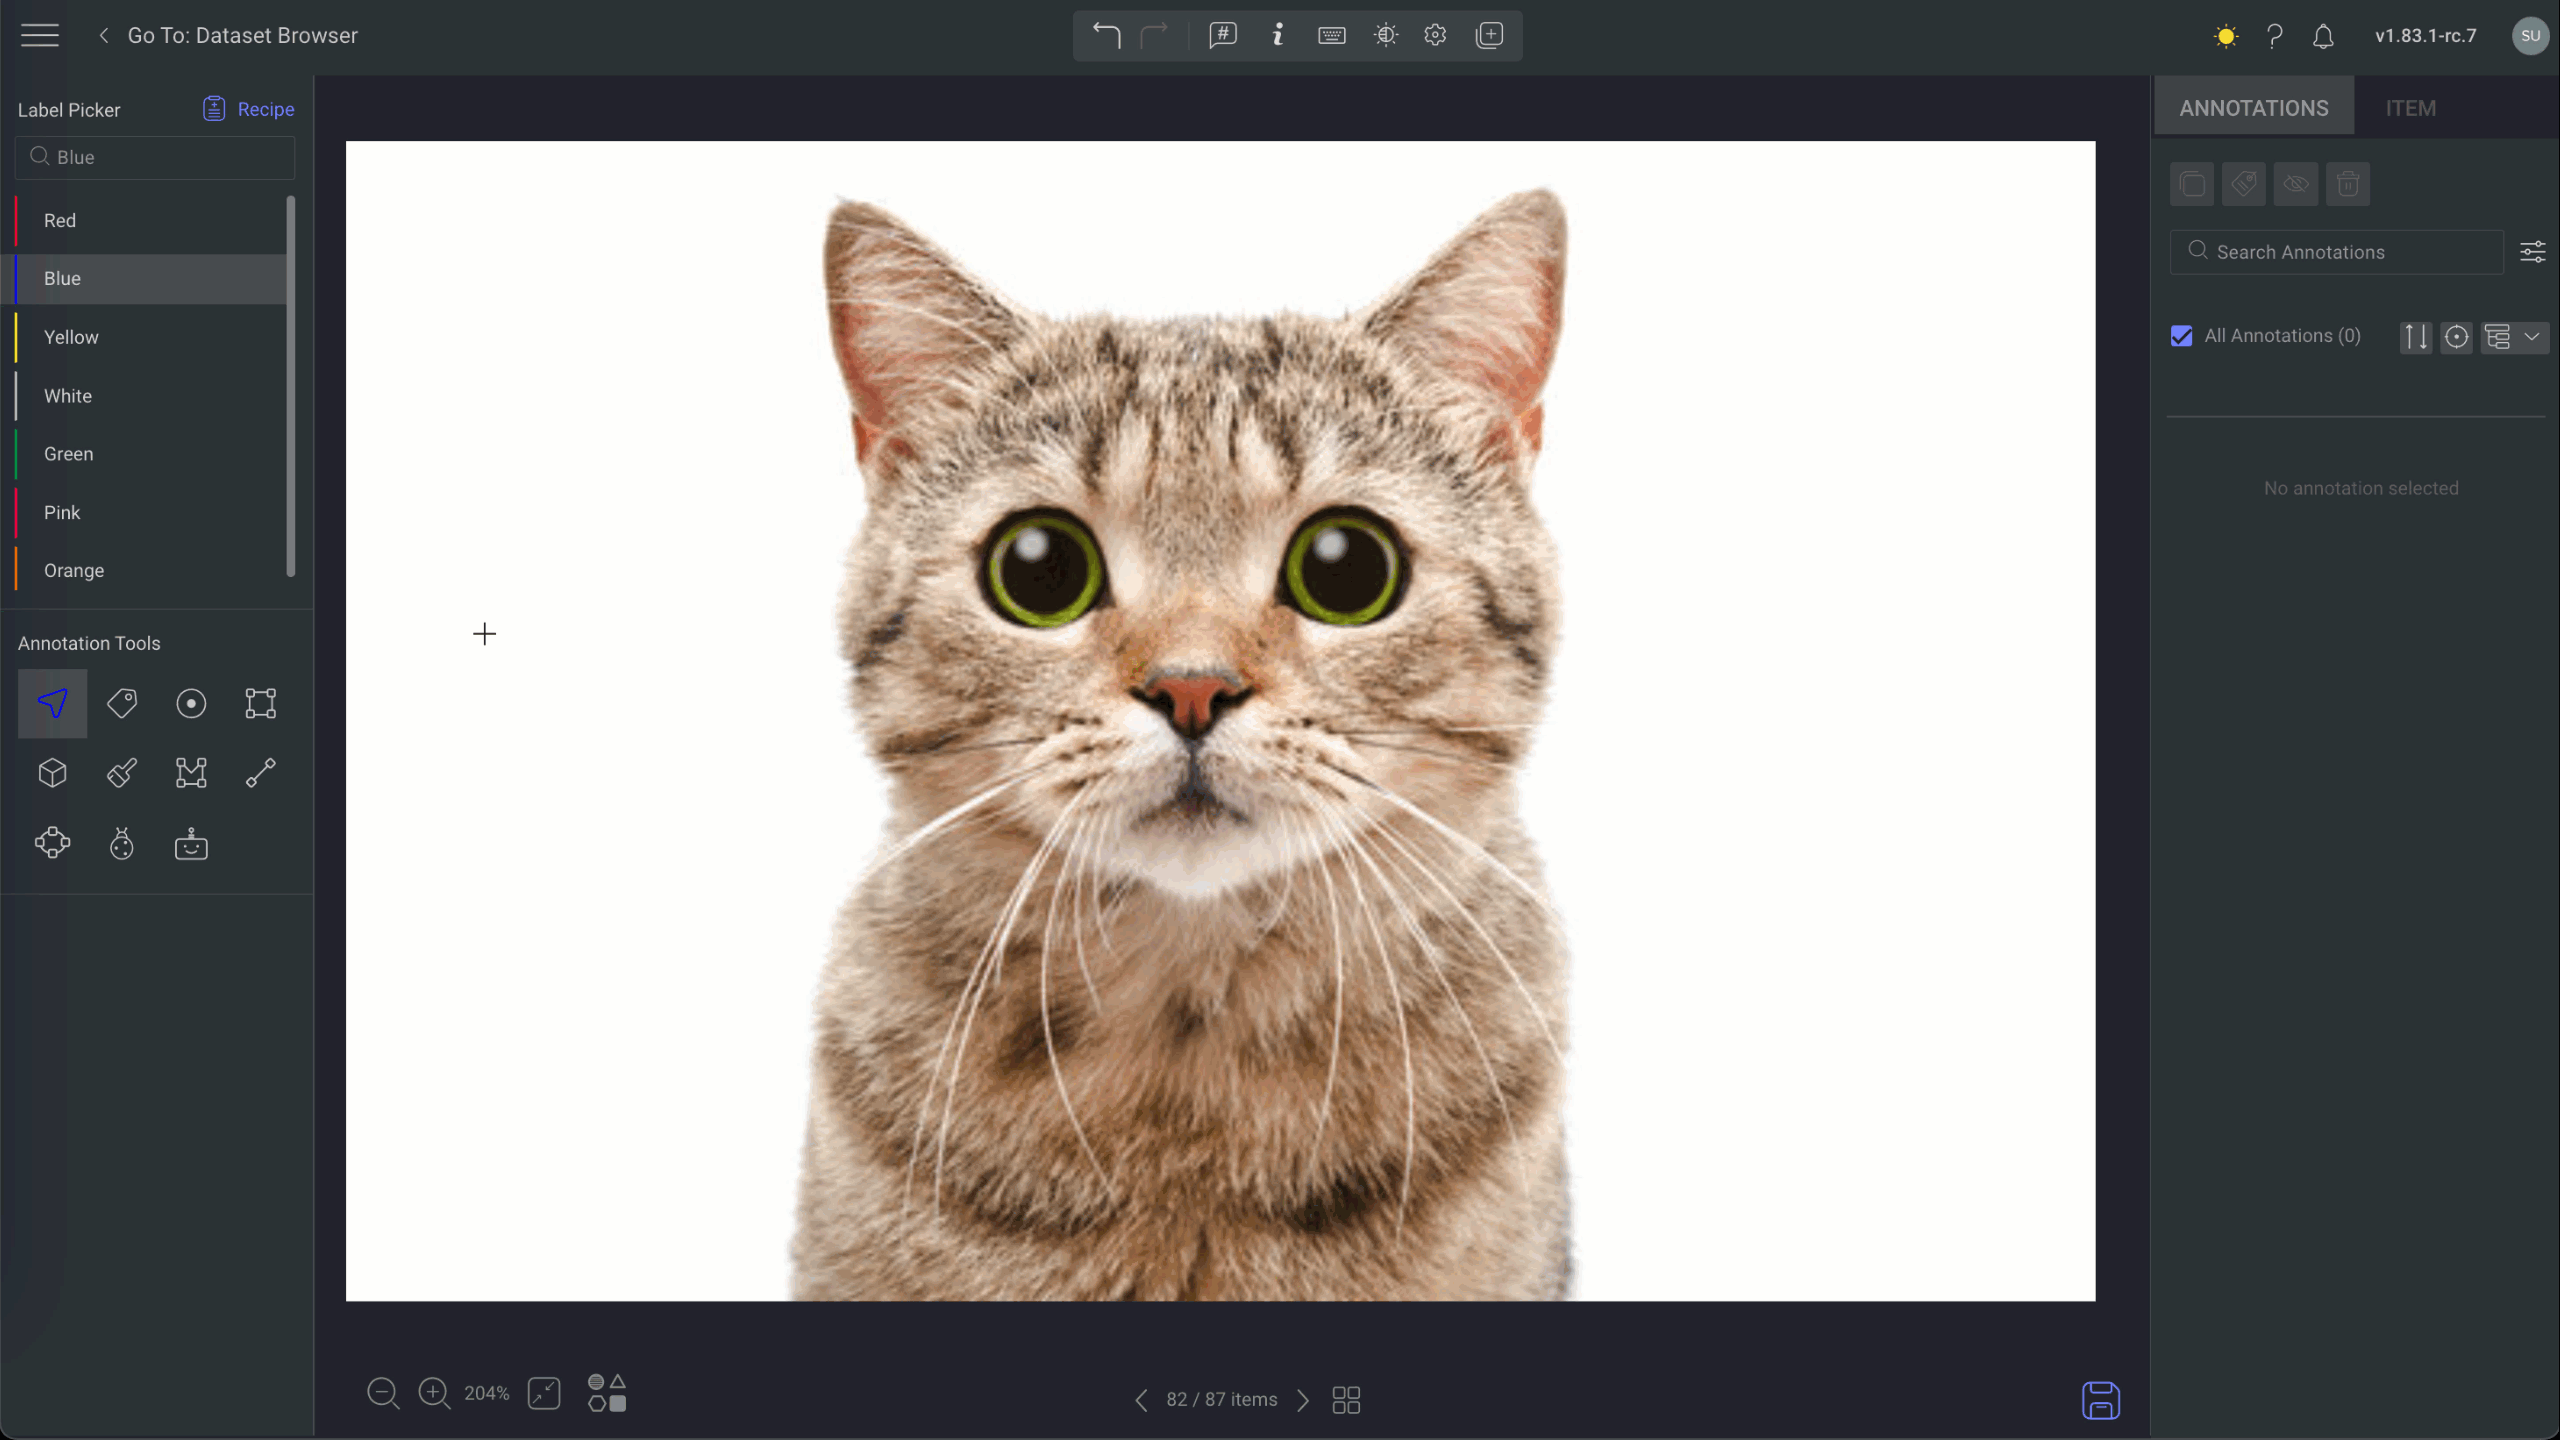 Go To: Dataset Browser
v1.83.1-rc.7
SU
Label Picker
Recipe
Blue
Red
Blue
Yellow
White
Green
Pink
Orange
Annotation Tools
ANNOTATIONS
ITEM
Search Annotations
All Annotations (0)
No annotation selected
204%
82 / 87 items